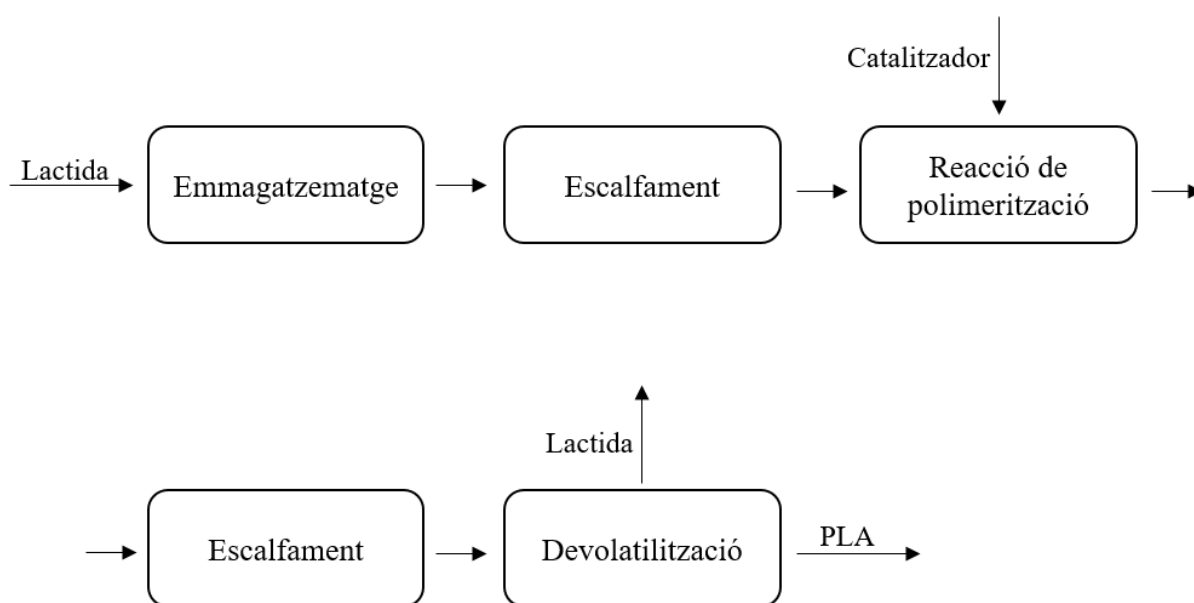 Catalitzador
Lactida
Emmagatzematge
Escalfament
Reacció de
polimerització
Lactida
Escalfament
Devolatilització
PLA